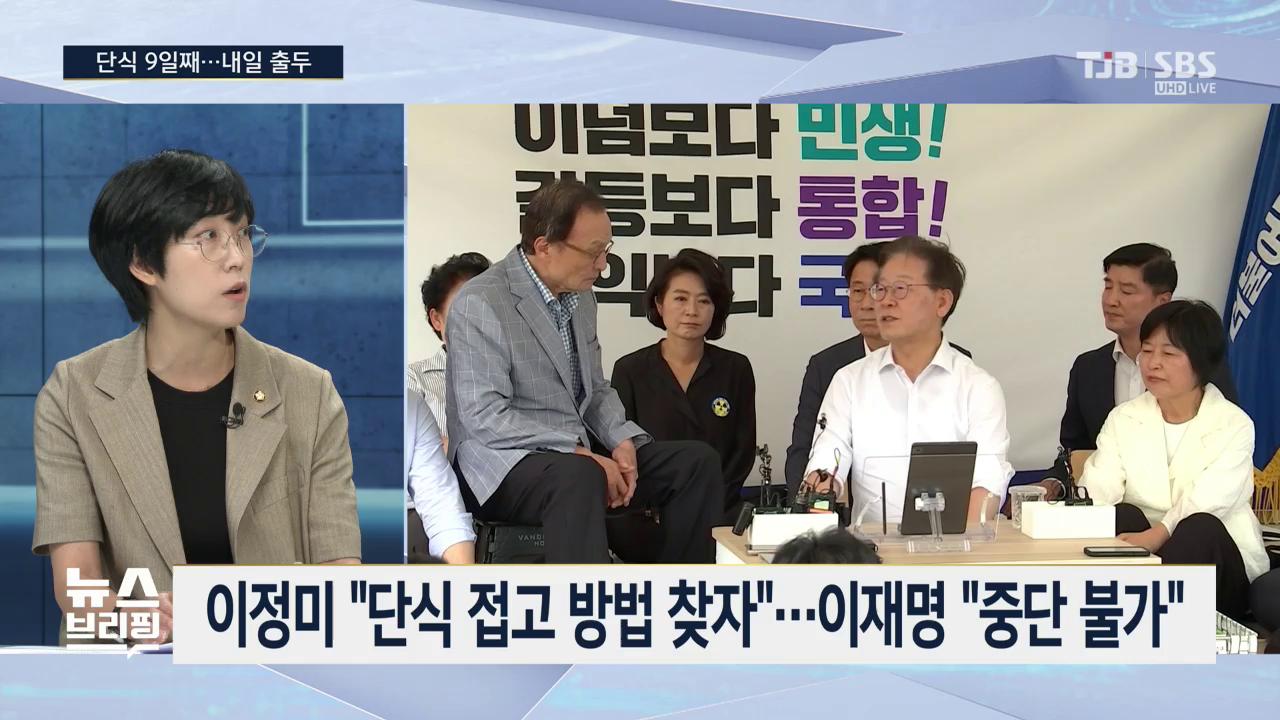 단식 9일째…내일 출두
TJB SBS
UHD LIVE
이념보다 민생!
갈등보다 통합!
뉴스
브리핑
이정미 "단식 접고 방법 찾자"…이재명 "중단 불가"